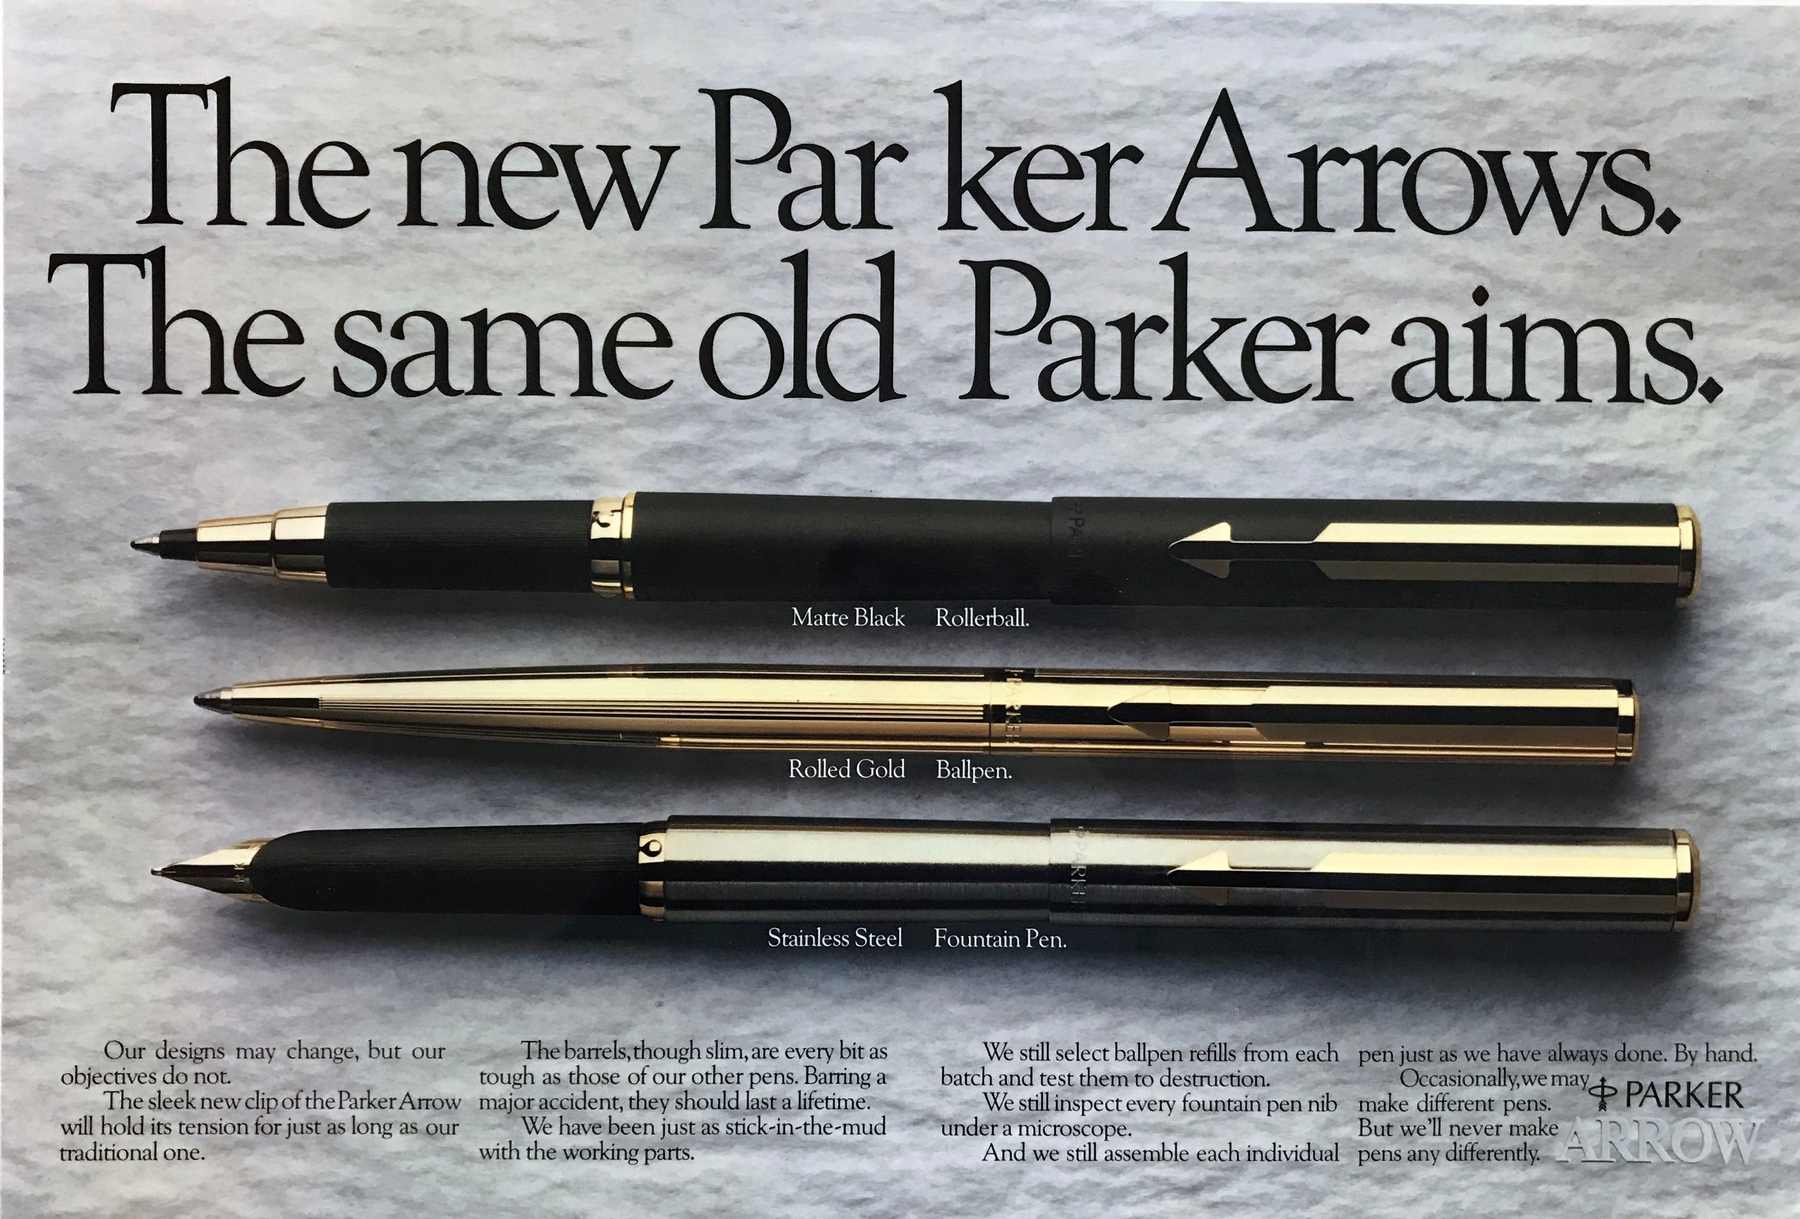 The new Parker Arrows.
The same old Parker aims.
Matte Black Rollerball.
PARKER
Rolled Gold Ballpen.
PARKER
Stainless Steel Fountain Pen.
Our designs may change, but our
objectives do not.
The sleek new clip of the Parker Arrow
will hold its tension for just as long as our
traditional one.
The barrels, though slim, are every bit as
tough as those of our other pens. Barring a
major accident, they should last a lifetime.
We have been just as stick-in-the-mud
with the working parts.
We still select ballpen refills from each
batch and test them to destruction.
We still inspect every fountain pen nib
under a microscope.
And we still assemble each individual
pen just as we have always done. By hand.
Occasionally, we may
make different pens.
But we'll never make
pens any differently.
PARKER
ARROW